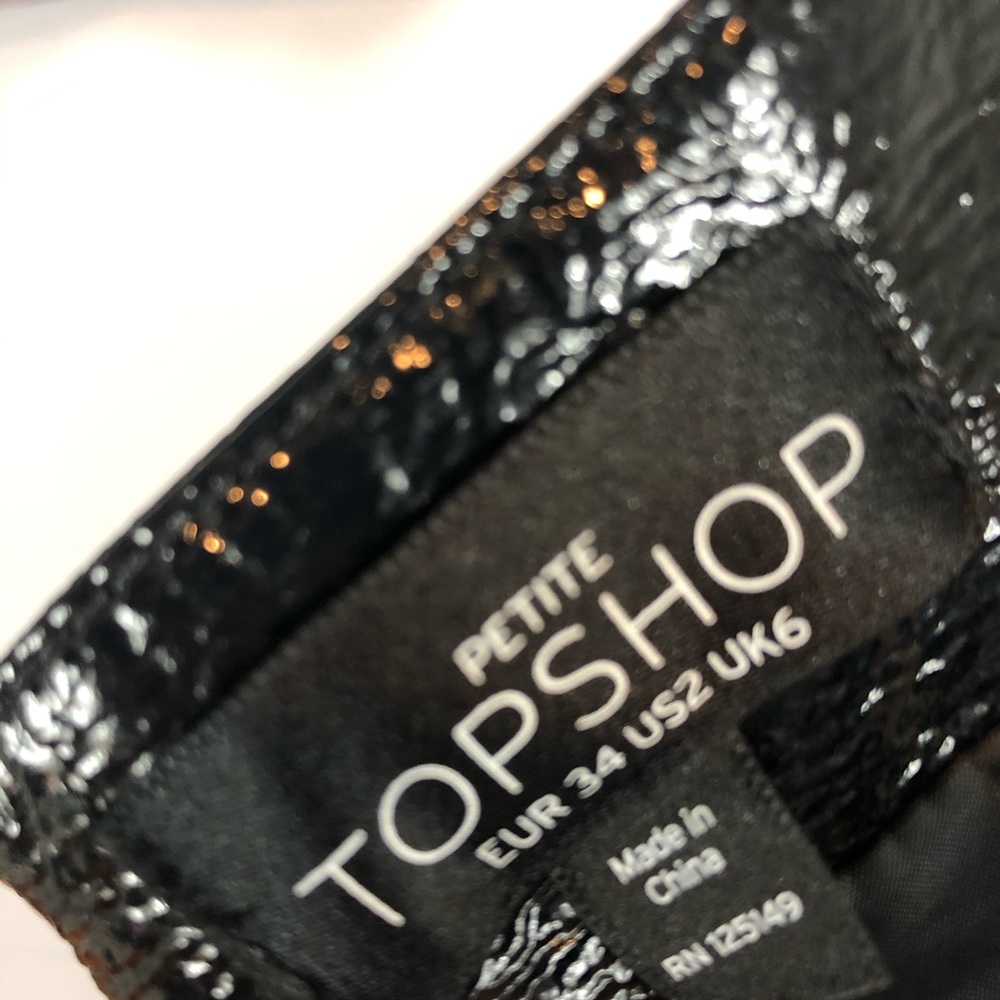 PETITE
TOPSHOP
EUR 34 US2 UK6
Made in
China
RN 125149